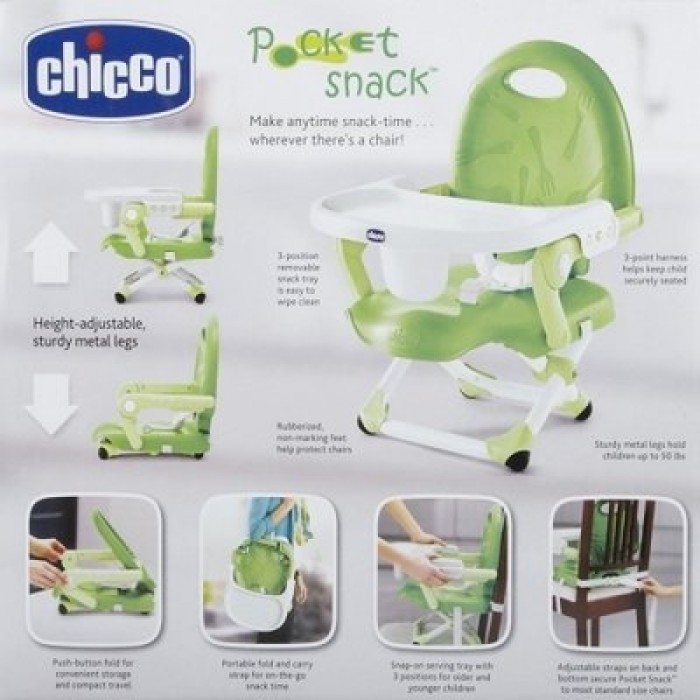 chicco
Pocket
snack™
Make anytime snack-time . . .
wherever there's a chair!
3-position
removable
snack tray
is easy to
wipe clean
chicco
3-point harness
helps keep child
securely seated
Height-adjustable,
sturdy metal legs
Rubberized,
non-marking feet
help protect chairs
Sturdy metal legs hold
children up to 50 lbs
Push-button fold for
convenient storage
and compact travel
Portable fold and carry
strap for on-the-go
snack time
Snap-on serving tray with
3 positions for older and
younger children
Adjustable straps on back and
bottom secure Pocket Snack™
to most standard size chairs